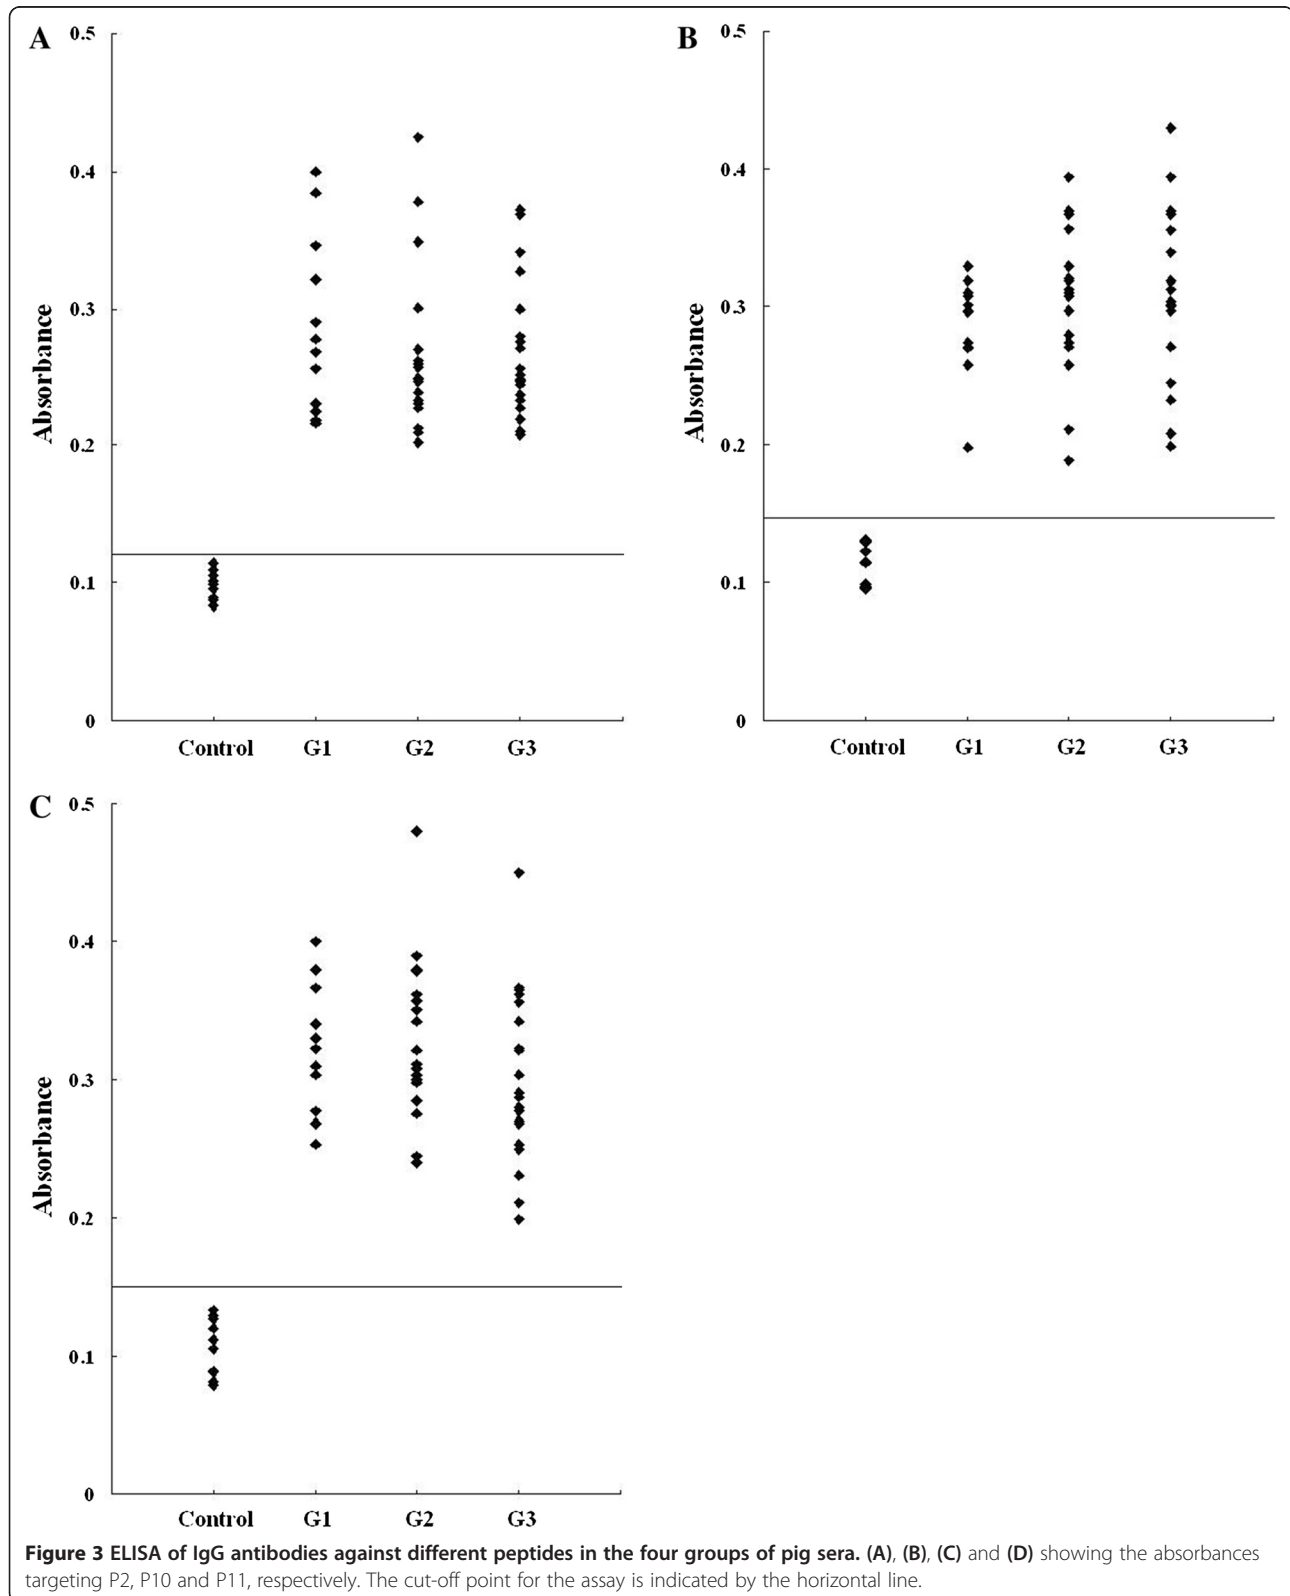 A
0.5
0.4
0.3
0.2
0.1
0
Absorbance
Control G1 G2 G3
B
0.5
0.4
0.3
0.2
0.1
0
Absorbance
Control G1 G2 G3
C
0.5
0.4
0.3
0.2
0.1
0
Absorbance
Control G1 G2 G3
Figure 3 ELISA of IgG antibodies against different peptides in the four groups of pig sera. (A), (B), (C) and (D) showing the absorbances
targeting P2, P10 and P11, respectively. The cut-off point for the assay is indicated by the horizontal line.